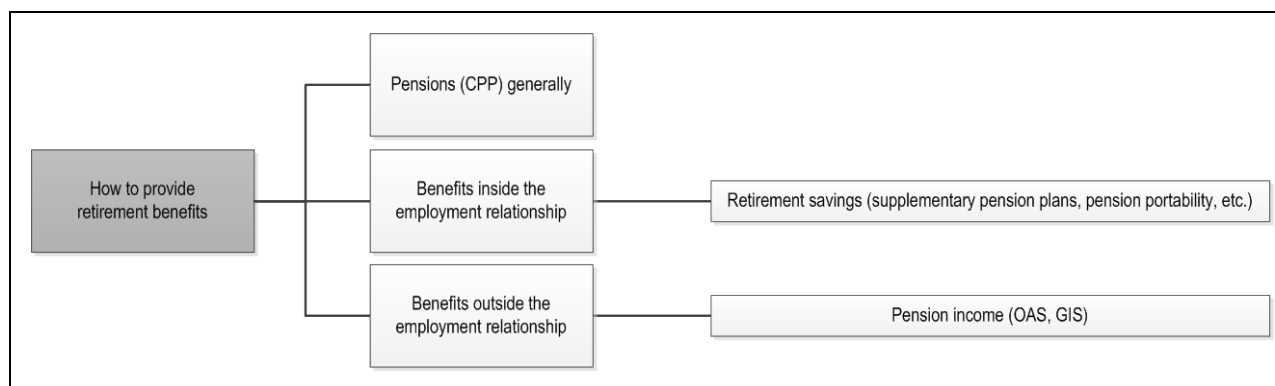 How to provide
retirement benefits
Pensions (CPP) generally
Benefits inside the
employment relationship
Retirement savings (supplementary pension plans, pension portability, etc.)
Benefits outside the
employment relationship
Pension income (OAS, GIS)